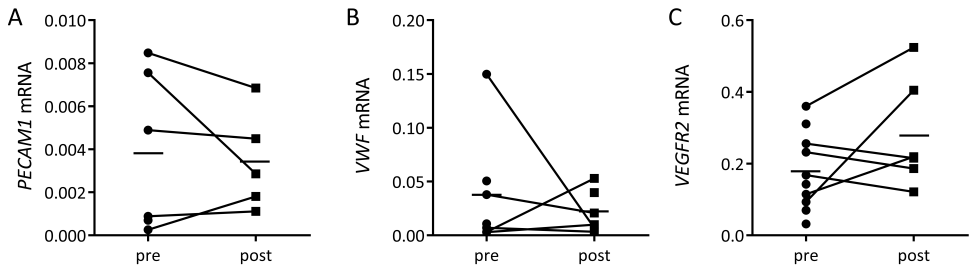 A
PECAM1 mRNA
0.010
0.008
0.006
0.004
0.002
0.000
pre post
B
VWF mRNA
0.20
0.15
0.10
0.05
0.00
pre post
C
VEGFR2 mRNA
0.6
0.4
0.2
0.0
pre post